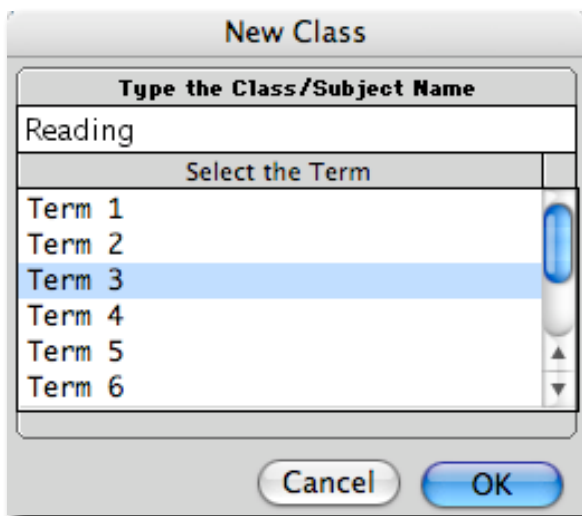 New Class
Type the Class/Subject Name
Reading
Select the Term
Term 1
Term 2
Term 3
Term 4
Term 5
Term 6
Cancel OK